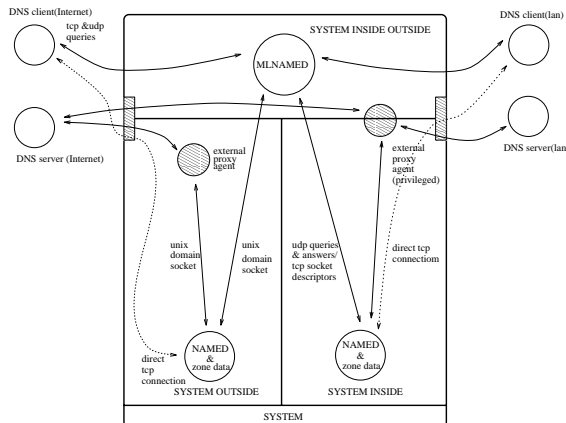 DNS client(Internet)
tcp &udp
queries
SYSTEM INSIDE OUTSIDE
DNS client(lan)
MLNAMED
DNS server (Internet)
external
proxy
agent
external
proxy
agent
(privileged)
DNS server(lan
unix
domain
socket
unix
domain
socket
udp queries
& answers/
tcp socket
descriptors
direct tcp
connectiom
direct
tcp
connection
NAMED
&
zone data
NAMED
&
zone data
SYSTEM OUTSIDE
SYSTEM INSIDE
SYSTEM